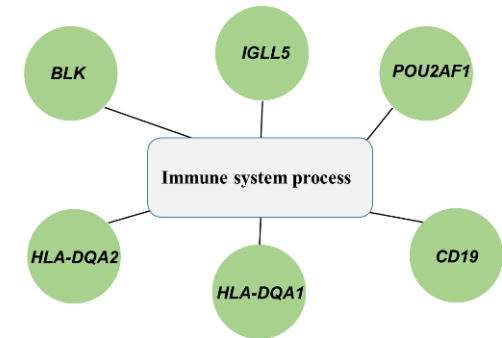 IGLL5
BLK
POU2AF1
Immune system process
HLA-DQA2
CD19
HLA-DQA1